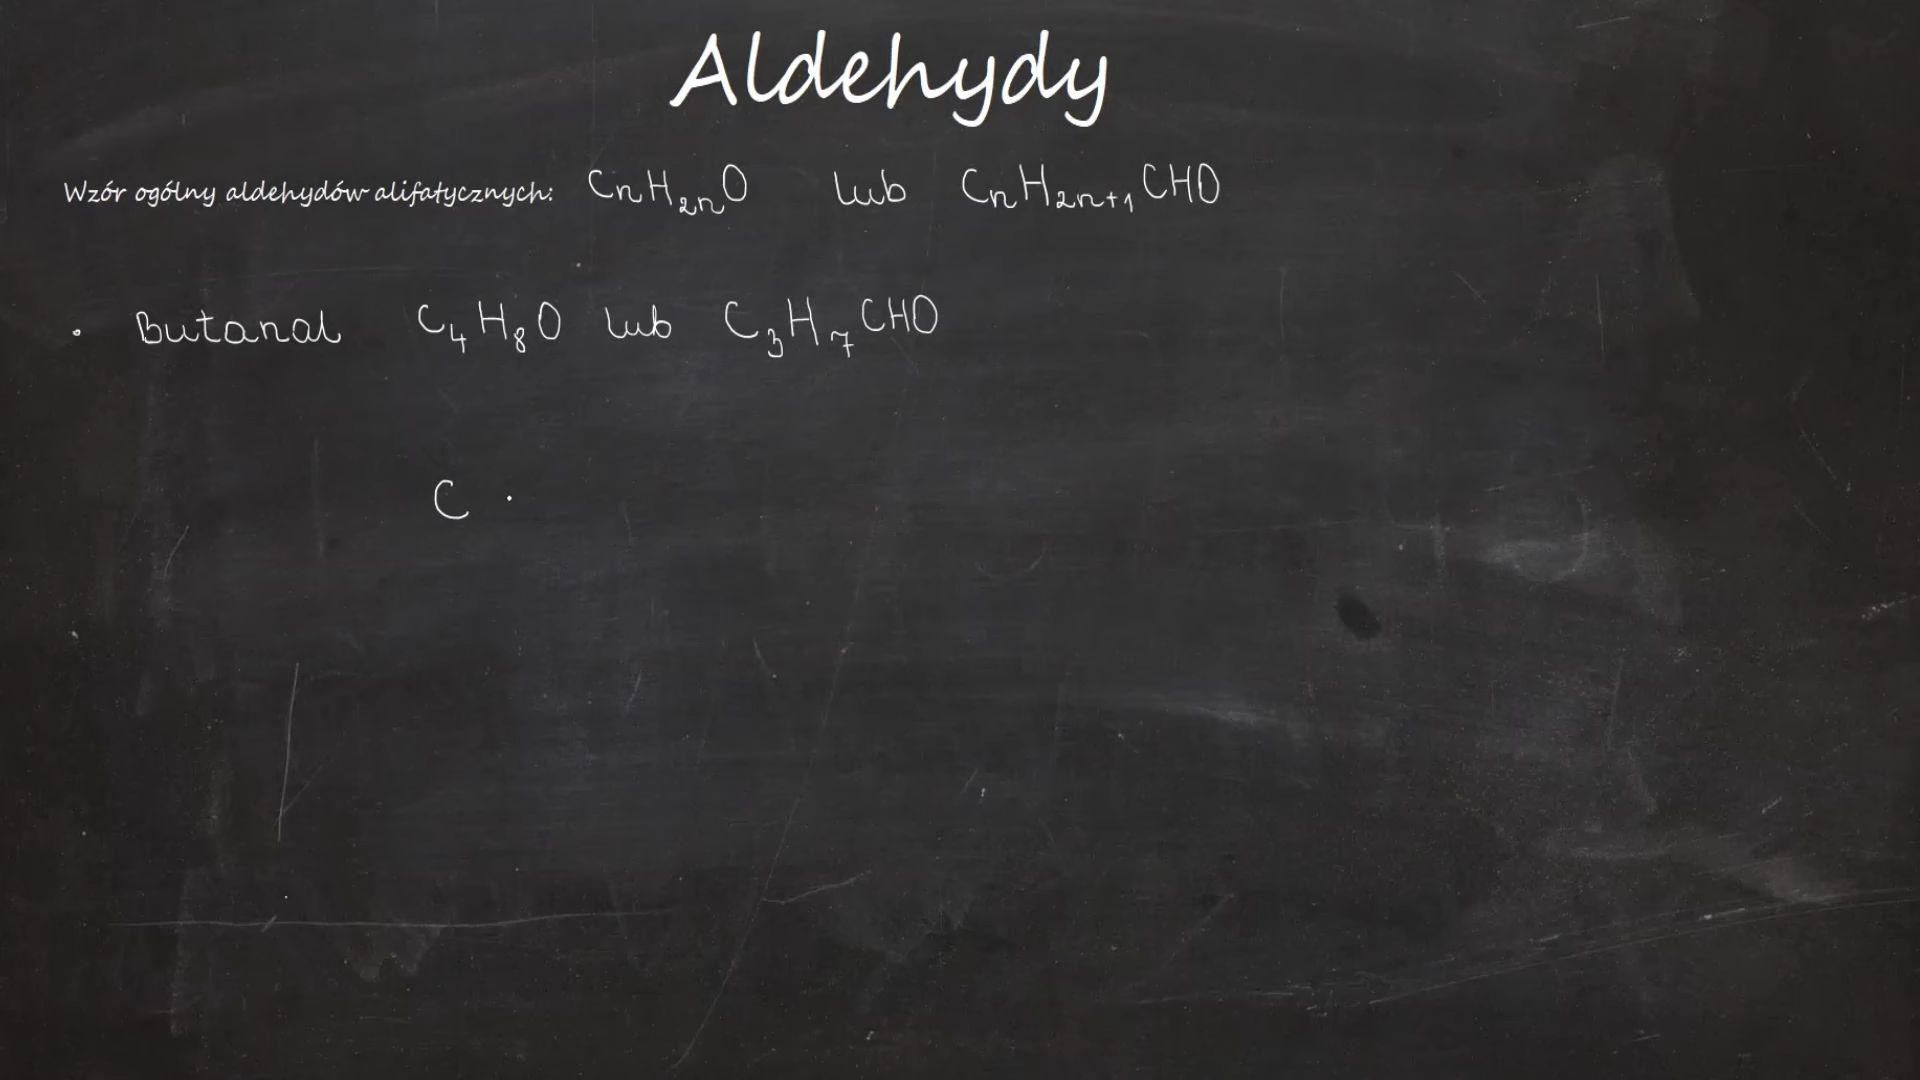 Aldehydy
Wzór ogólny aldehydów alifatycznych: CₙH₂ₙO lub CₙH₂ₙ₊₁CHO
• Butanal C₄H₈O lub C₃H₇CHO
C